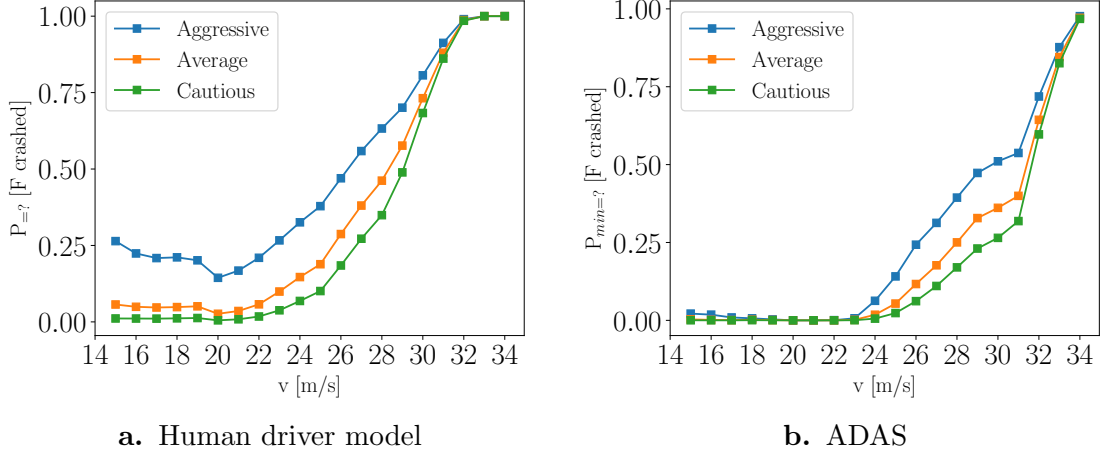 1.00
0.75
0.50
0.25
0.00
P=? [F crashed]
Aggressive
Average
Cautious
14 16 18 20 22 24 26 28 30 32 34
v [m/s]
a. Human driver model
1.00
0.75
0.50
0.25
0.00
Pmin=? [F crashed]
Aggressive
Average
Cautious
14 16 18 20 22 24 26 28 30 32 34
v [m/s]
b. ADAS